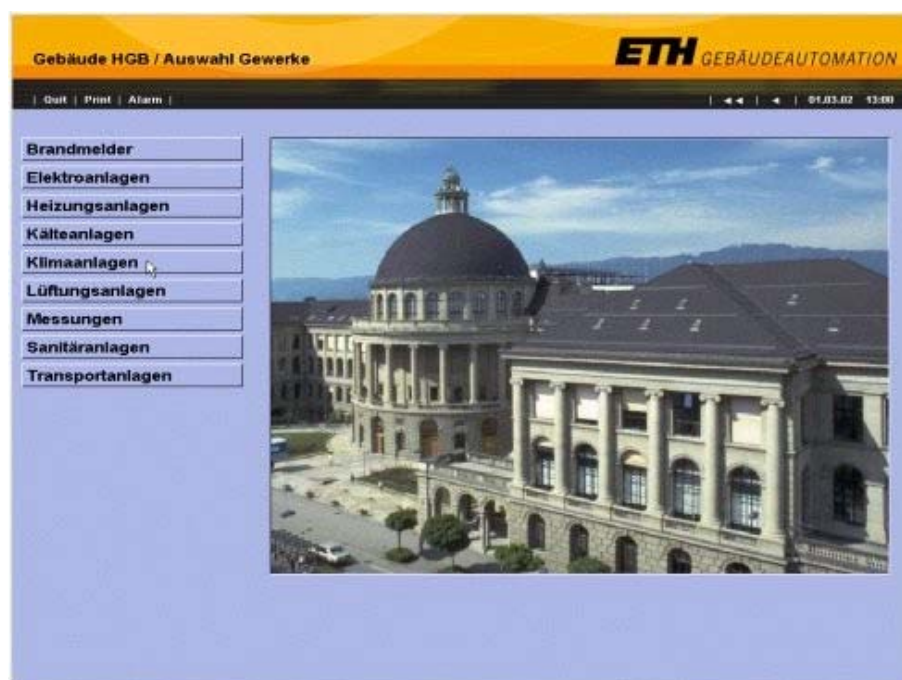 Gebäude HGB / Auswahl Gewerke
ETH GEBÄUDEAUTOMATION
| Quit | Print | Alarm |
| ◄◄ | ◄ | 01.03.02 13:00
Brandmelder
Elektroanlagen
Heizungsanlagen
Kälteanlagen
Klimaanlagen
Lüftungsanlagen
Messungen
Sanitäranlagen
Transportanlagen